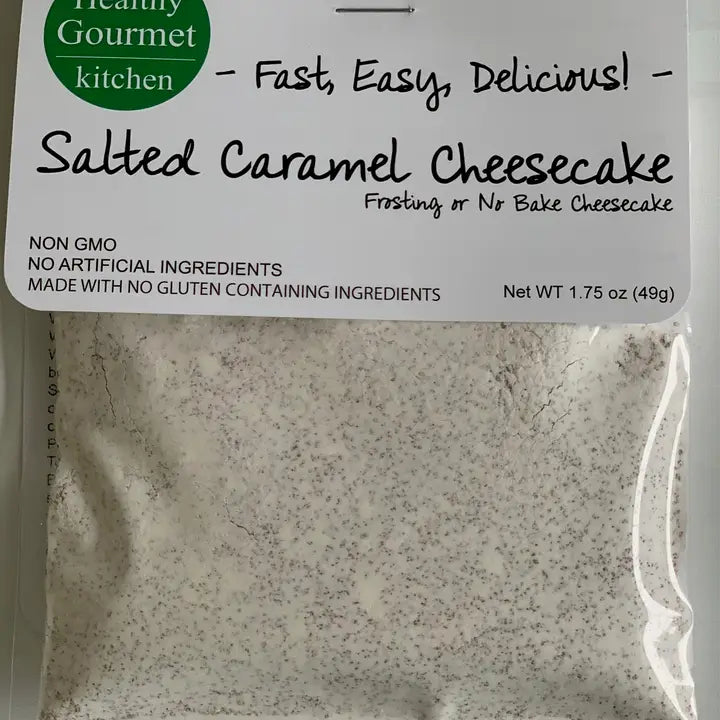 Healthy
Gourmet
kitchen
- Fast, Easy, Delicious! -
Salted Caramel Cheesecake
Frosting or No Bake Cheesecake
NON GMO
NO ARTIFICIAL INGREDIENTS
MADE WITH NO GLUTEN CONTAINING INGREDIENTS
Net WT 1.75 oz (49g)